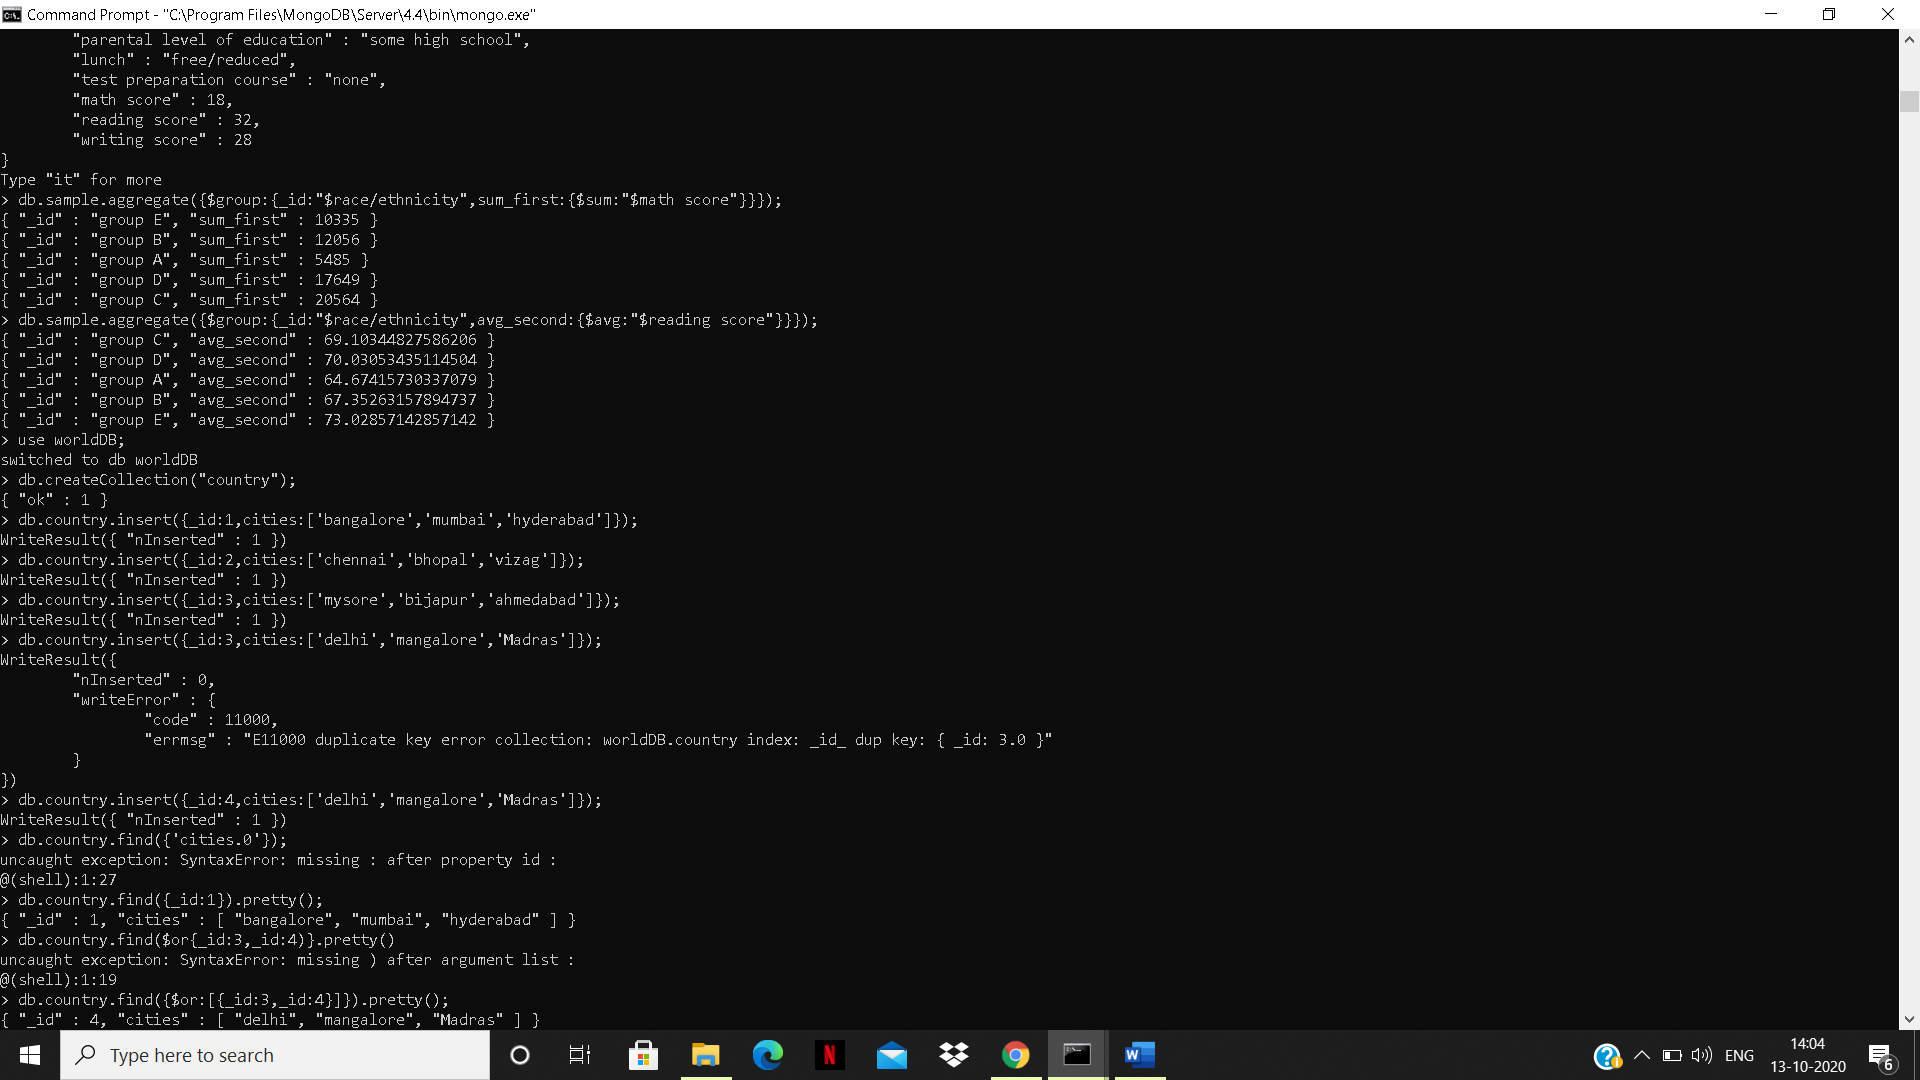 Command Prompt - "C:\Program Files\MongoDB\Server\4.4\bin\mongo.exe"
"parental level of education" : "some high school",
"lunch" : "free/reduced",
"test preparation course" : "none",
"math score" : 18,
"reading score" : 32,
"writing score" : 28
}
Type "it" for more
> db.sample.aggregate({$group:{_id:"$race/ethnicity",sum_first:{$sum:"$math score"}}});
{ "_id" : "group E", "sum_first" : 10335 }
{ "_id" : "group B", "sum_first" : 12056 }
{ "_id" : "group A", "sum_first" : 5485 }
{ "_id" : "group D", "sum_first" : 17649 }
{ "_id" : "group C", "sum_first" : 20564 }
> db.sample.aggregate({$group:{_id:"$race/ethnicity",avg_second:{$avg:"$reading score"}}});
{ "_id" : "group C", "avg_second" : 69.10344827586206 }
{ "_id" : "group D", "avg_second" : 70.03053435114504 }
{ "_id" : "group A", "avg_second" : 64.67415730337079 }
{ "_id" : "group B", "avg_second" : 67.35263157894737 }
{ "_id" : "group E", "avg_second" : 73.02857142857142 }
> use worldDB;
switched to db worldDB
> db.createCollection("country");
{ "ok" : 1 }
> db.country.insert({_id:1,cities:['bangalore','mumbai','hyderabad']});
WriteResult({ "nInserted" : 1 })
> db.country.insert({_id:2,cities:['chennai','bhopal','vizag']});
WriteResult({ "nInserted" : 1 })
> db.country.insert({_id:3,cities:['mysore','bijapur','ahmedabad']});
WriteResult({ "nInserted" : 1 })
> db.country.insert({_id:3,cities:['delhi','mangalore','Madras']});
WriteResult({
"nInserted" : 0,
"writeError" : {
"code" : 11000,
"errmsg" : "E11000 duplicate key error collection: worldDB.country index: _id_ dup key: { _id: 3.0 }"
}
})
> db.country.insert({_id:4,cities:['delhi','mangalore','Madras']});
WriteResult({ "nInserted" : 1 })
> db.country.find({'cities.0'});
uncaught exception: SyntaxError: missing : after property id :
@(shell):1:27
> db.country.find({_id:1}).pretty();
{ "_id" : 1, "cities" : [ "bangalore", "mumbai", "hyderabad" ] }
> db.country.find($or{_id:3,_id:4)}.pretty()
uncaught exception: SyntaxError: missing ) after argument list :
@(shell):1:19
> db.country.find({$or:[{_id:3,_id:4}]}).pretty();
{ "_id" : 4, "cities" : [ "delhi", "mangalore", "Madras" ] }
Type here to search
ENG
14:04
13-10-2020
6